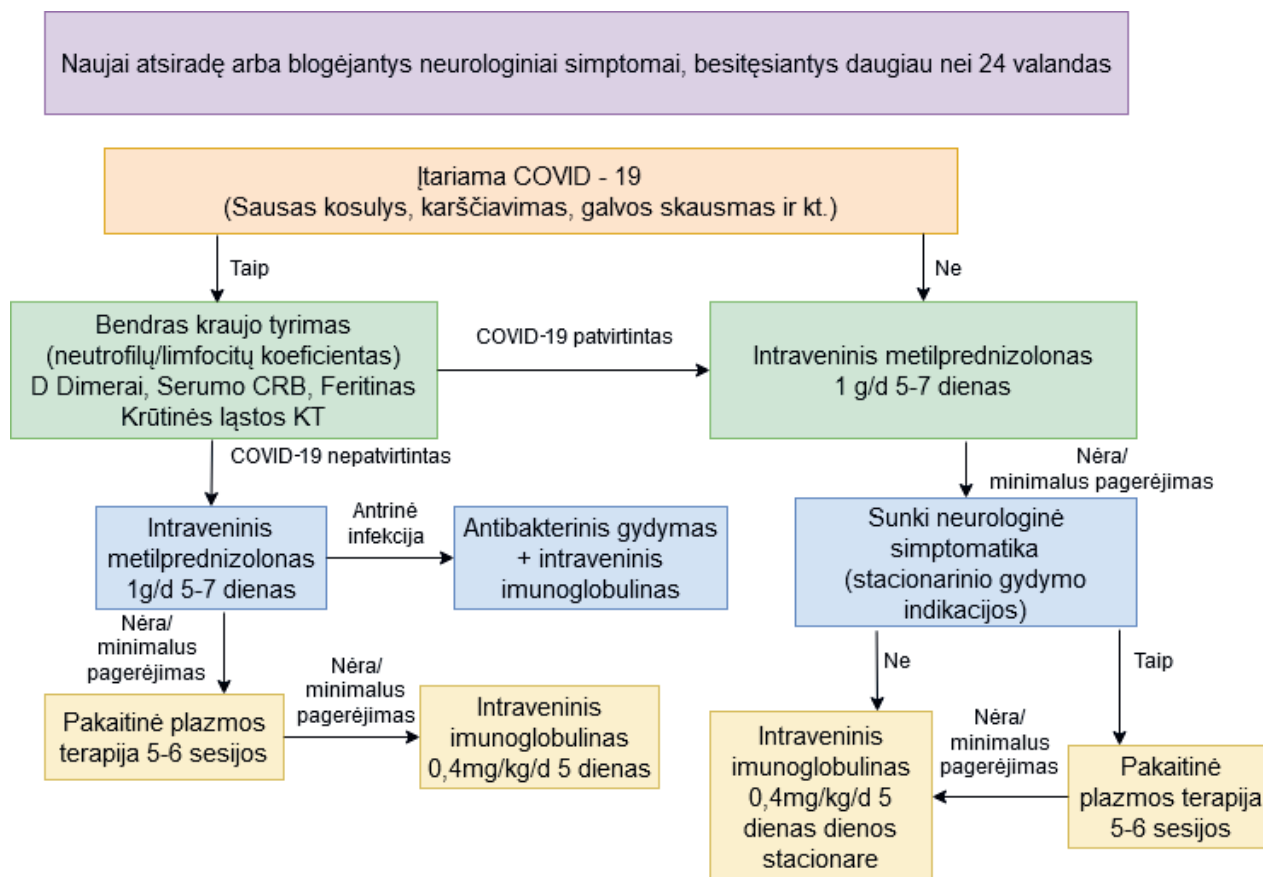 Naujai atsiradę arba blogėjantys neurologiniai simptomai, besitęsiantys daugiau nei 24 valandas
Įtariama COVID - 19
(Sausas kosulys, karščiavimas, galvos skausmas ir kt.)
Taip
Ne
Bendras kraujo tyrimas
(neutrofilų/limfocitų koeficientas)
D Dimerai, Serumo CRB, Feritinas
Krūtinės ląstos KT
COVID-19 patvirtintas
Intraveninis metilprednizolonas
1 g/d 5-7 dienas
COVID-19 nepatvirtintas
Nėra/
minimalus pagerėjimas
Intraveninis
metilprednizolonas
1g/d 5-7 dienas
Antrinė
infekcija
Antibakterinis gydymas
+ intraveninis
imunoglobulinas
Sunki neurologinė
simptomatika
(stacionarinio gydymo
indikacijos)
Nėra/
minimalus
pagerėjimas
Ne
Taip
Pakaitinė plazmos
terapija 5-6 sesijos
Nėra/
minimalus
pagerėjimas
Intraveninis
imunoglobulinas
0,4mg/kg/d 5 dienas
Intraveninis
imunoglobulinas
0,4mg/kg/d 5
dienas dienos
stacionare
Nėra/
minimalus
pagerėjimas
Pakaitinė
plazmos terapija
5-6 sesijos